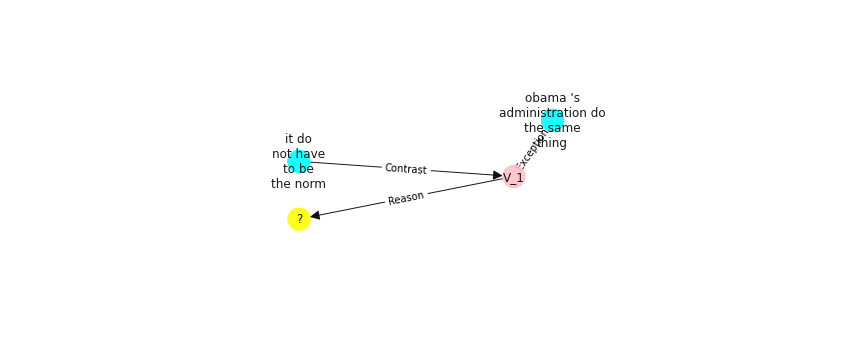 obama 's
administration do
the same
thing
Exception
it do
not have
to be
the norm
Contrast
V_1
Reason
?